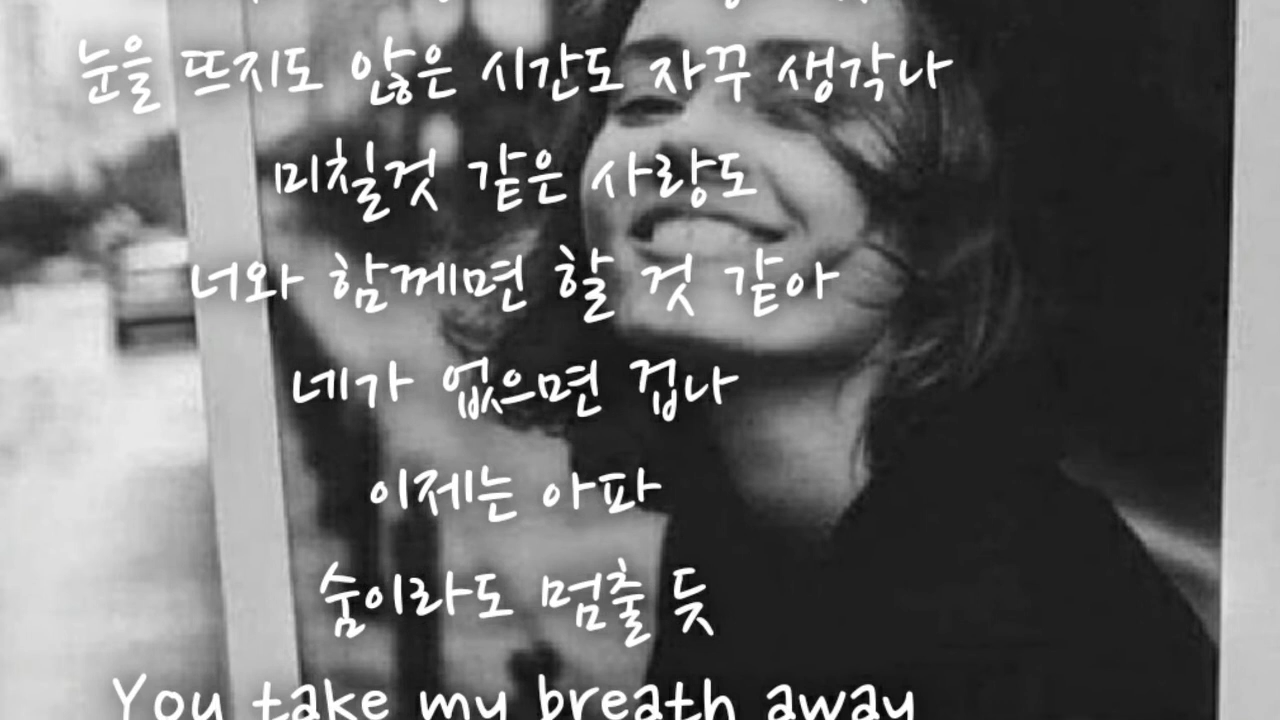 눈을 뜨지도 않은 시간도 자꾸 생각나
미칠것 같은 사랑도
너와 함께면 할 것 같아
네가 없으면 겁나
이제는 아파
숨이라도 멈출 듯
You take my breath away